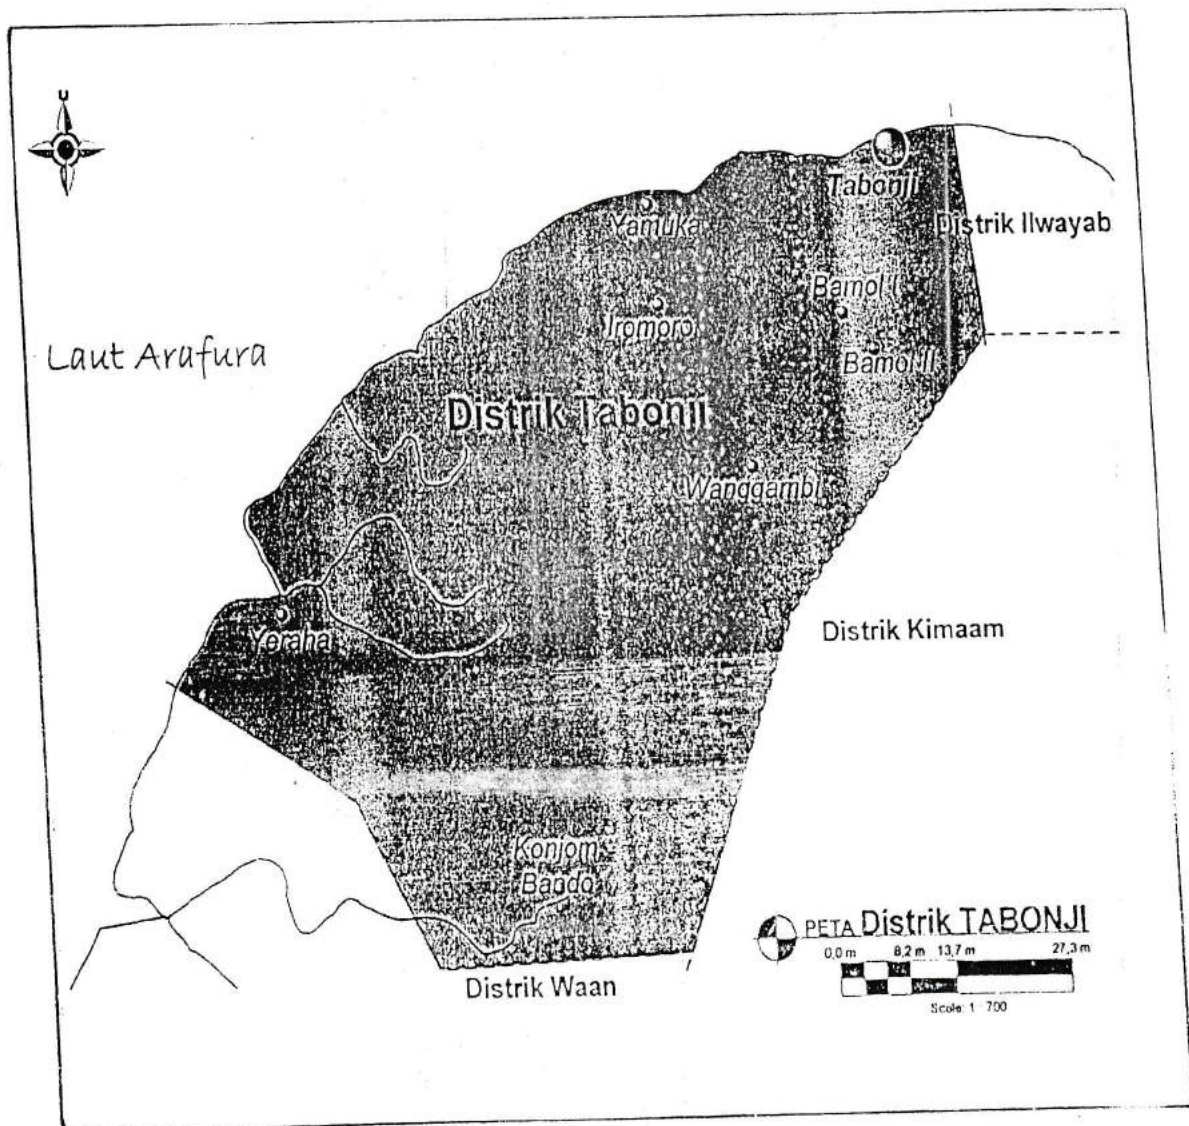 U
Tabonji
Yamuka
Distrik Ilwayab
Bamol I
Iromoro
Bamol II
Laut Arafura
Distrik Tabonji
Wanggambi
Distrik Kimaam
Yeraha
Konjom
Bando
PETA Distrik TABONJI
0,0 m 8,2 m 13,7 m 27,3 m
Scale: 1 : 700
Distrik Waan